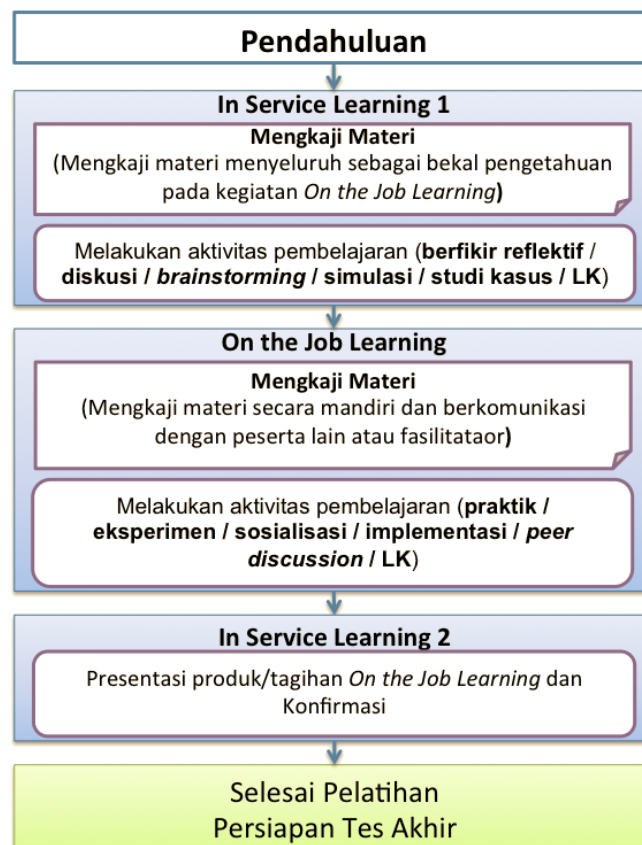 Pendahuluan
In Service Learning 1
Mengkaji Materi
(Mengkaji materi menyeluruh sebagai bekal pengetahuan
pada kegiatan On the Job Learning)
Melakukan aktivitas pembelajaran (berfikir reflektif /
diskusi / brainstorming / simulasi / studi kasus / LK)
On the Job Learning
Mengkaji Materi
(Mengkaji materi secara mandiri dan berkomunikasi
dengan peserta lain atau fasilitataor)
Melakukan aktivitas pembelajaran (praktik /
eksperimen / sosialisasi / implementasi / peer
discussion / LK)
In Service Learning 2
Presentasi produk/tagihan On the Job Learning dan
Konfirmasi
Selesai Pelatihan
Persiapan Tes Akhir